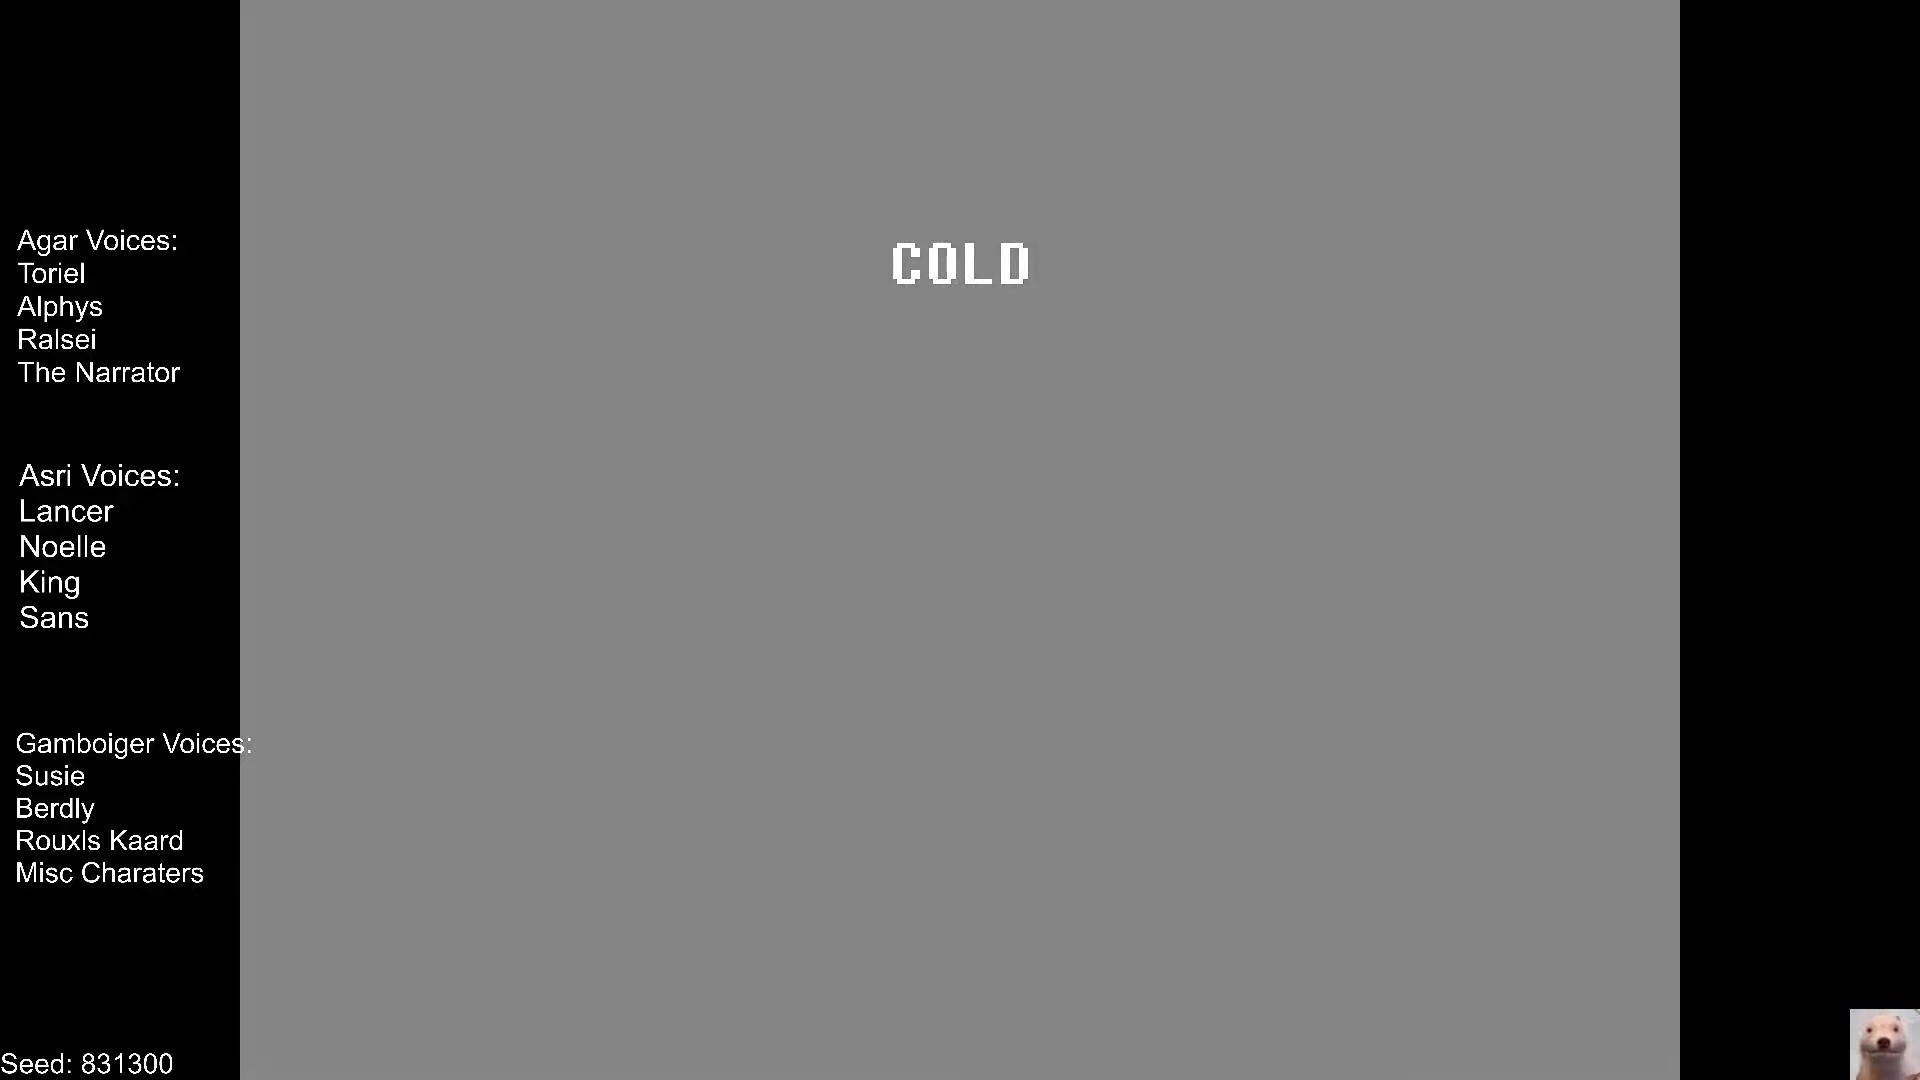 COLD
Agar Voices:
Toriel
Alphys
Ralsei
The Narrator
Asri Voices:
Lancer
Noelle
King
Sans
Gamboiger Voices:
Susie
Berdly
Rouxls Kaard
Misc Charaters
Seed: 831300